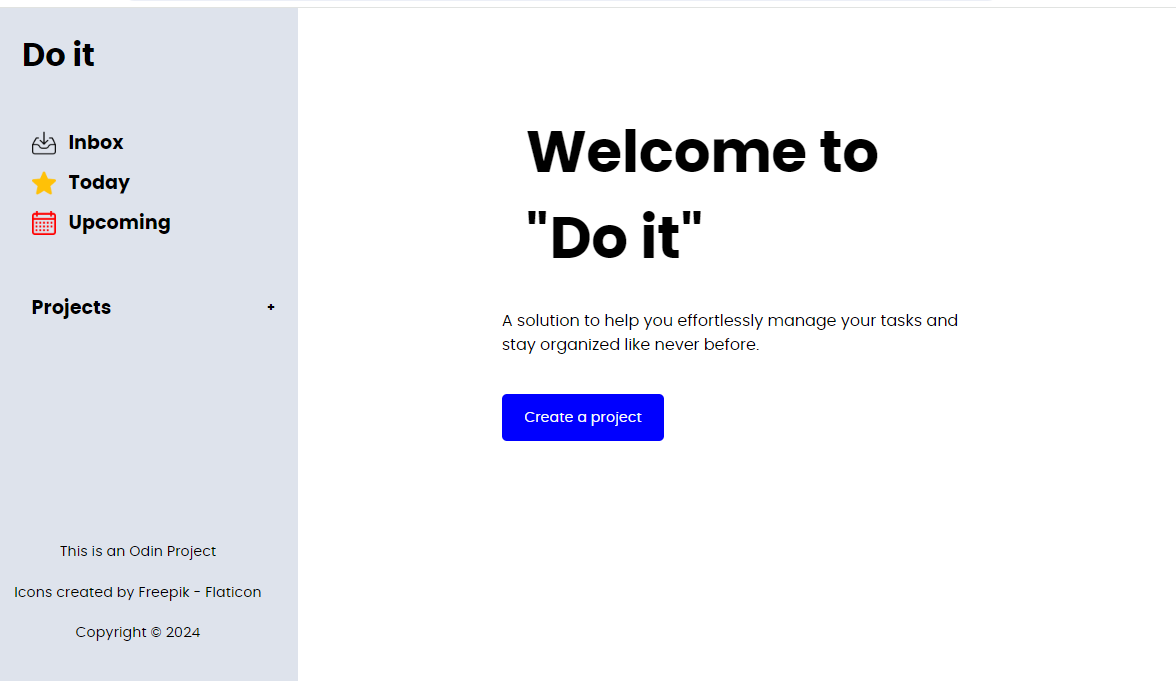 Do it
Inbox
Today
Upcoming
Projects
+
Welcome to
"Do it"
A solution to help you effortlessly manage your tasks and
stay organized like never before.
Create a project
This is an Odin Project
Icons created by Freepik - Flaticon
Copyright © 2024